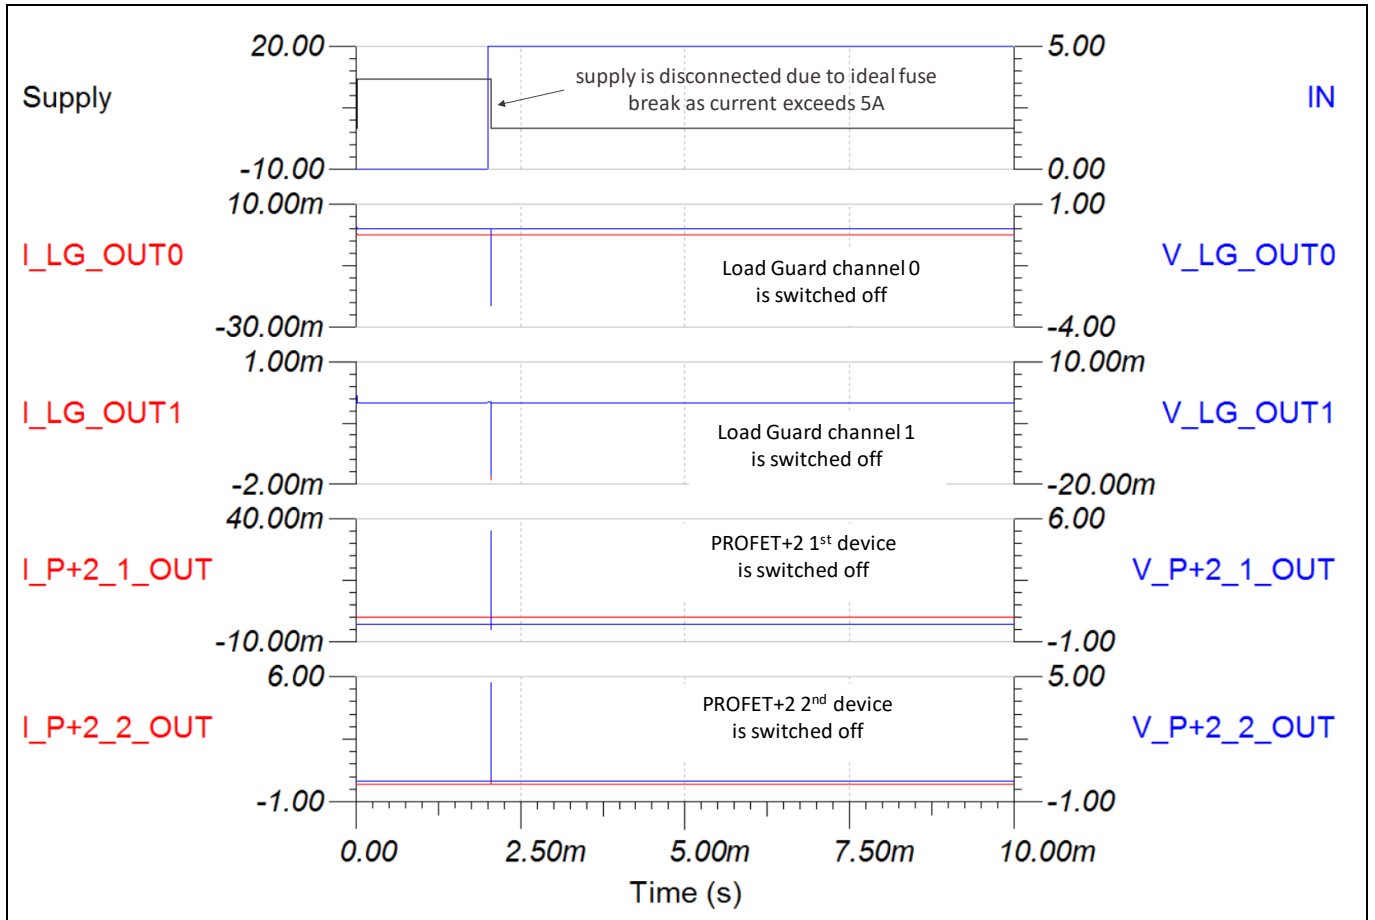 20.00
5.00
Supply
supply is disconnected due to ideal fuse
break as current exceeds 5A
IN
-10.00
0.00
10.00m
1.00
I_LG_OUT0
Load Guard channel 0
is switched off
V_LG_OUT0
-30.00m
-4.00
1.00m
10.00m
I_LG_OUT1
Load Guard channel 1
is switched off
V_LG_OUT1
-2.00m
-20.00m
40.00m
6.00
I_P+2_1_OUT
PROFET+2 1st device
is switched off
V_P+2_1_OUT
-10.00m
-1.00
6.00
5.00
I_P+2_2_OUT
PROFET+2 2nd device
is switched off
V_P+2_2_OUT
-1.00
-1.00
0.00 2.50m 5.00m 7.50m 10.00m
Time (s)